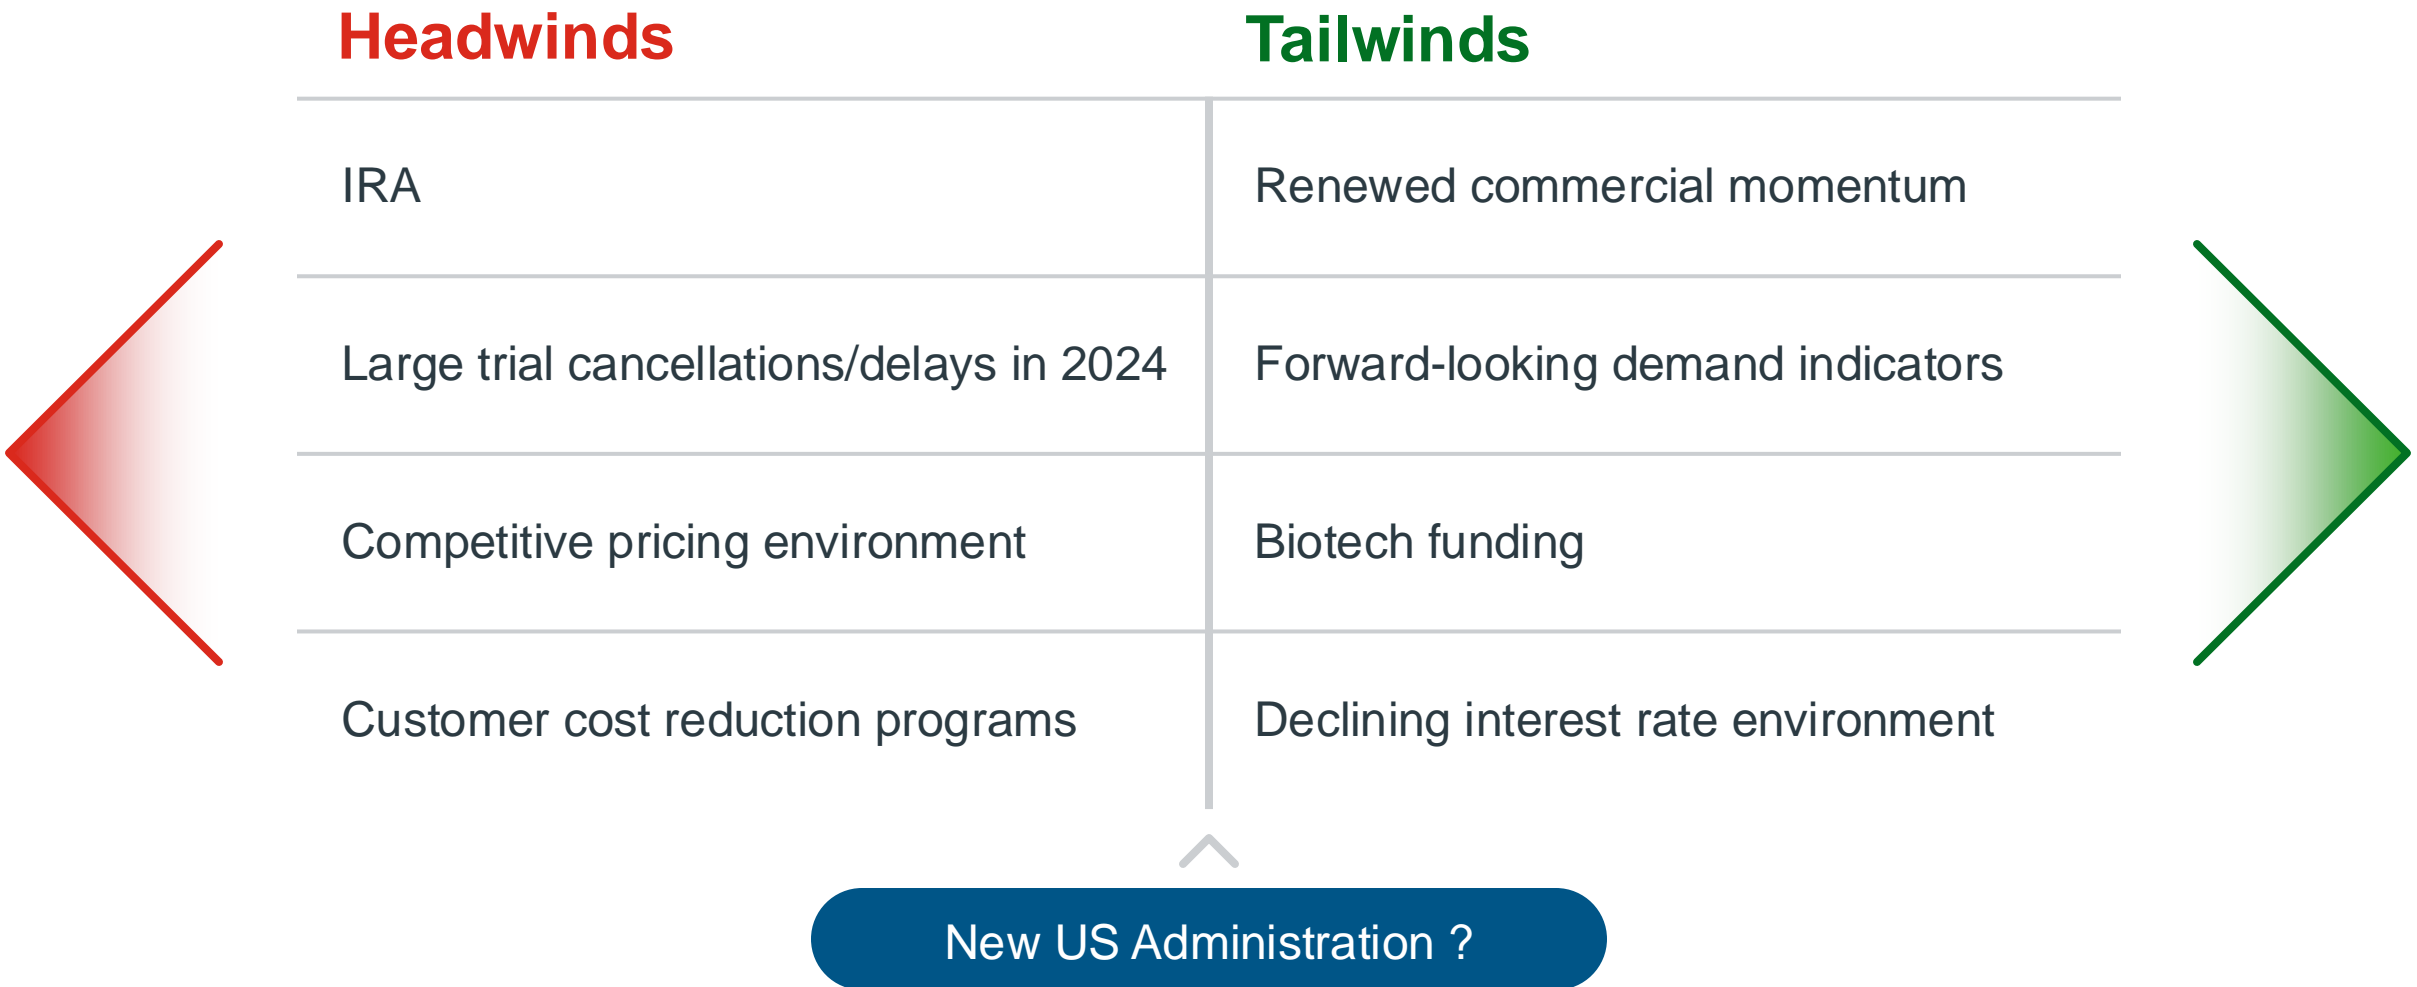 Headwinds
Tailwinds
IRA
Renewed commercial momentum
Large trial cancellations/delays in 2024
Forward-looking demand indicators
Competitive pricing environment
Biotech funding
Customer cost reduction programs
Declining interest rate environment
New US Administration ?